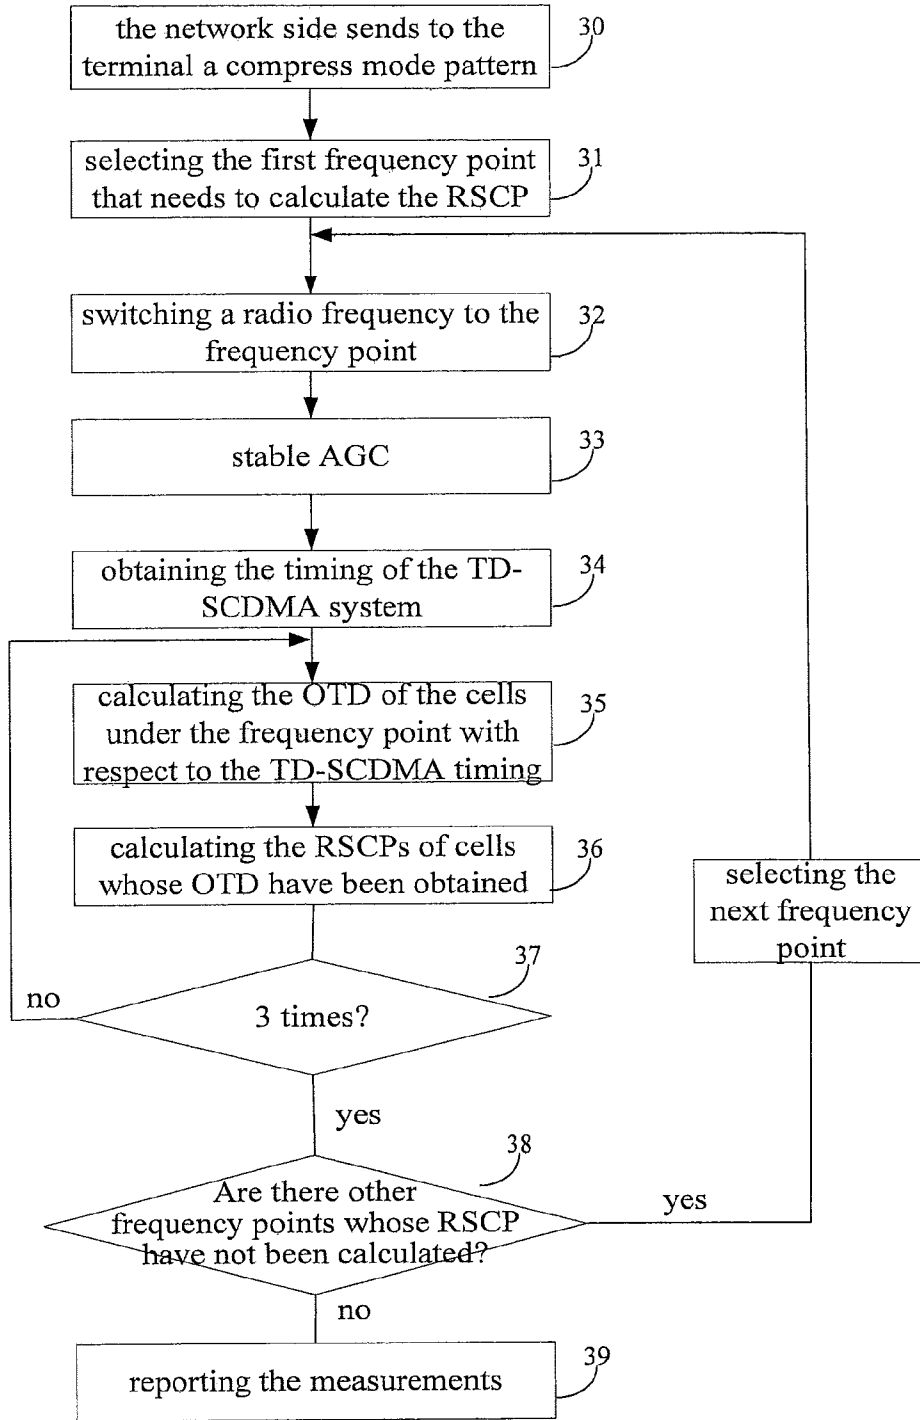 the network side sends to the
terminal a compress mode pattern
30
selecting the first frequency point
that needs to calculate the RSCP
31
switching a radio frequency to the
frequency point
32
stable AGC
33
obtaining the timing of the TD-
SCDMA system
34
calculating the OTD of the cells
under the frequency point with
respect to the TD-SCDMA timing
35
calculating the RSCPs of cells
whose OTD have been obtained
36
selecting the
next frequency
point
37
no
3 times?
yes
38
Are there other
frequency points whose RSCP
have not been calculated?
yes
no
reporting the measurements
39